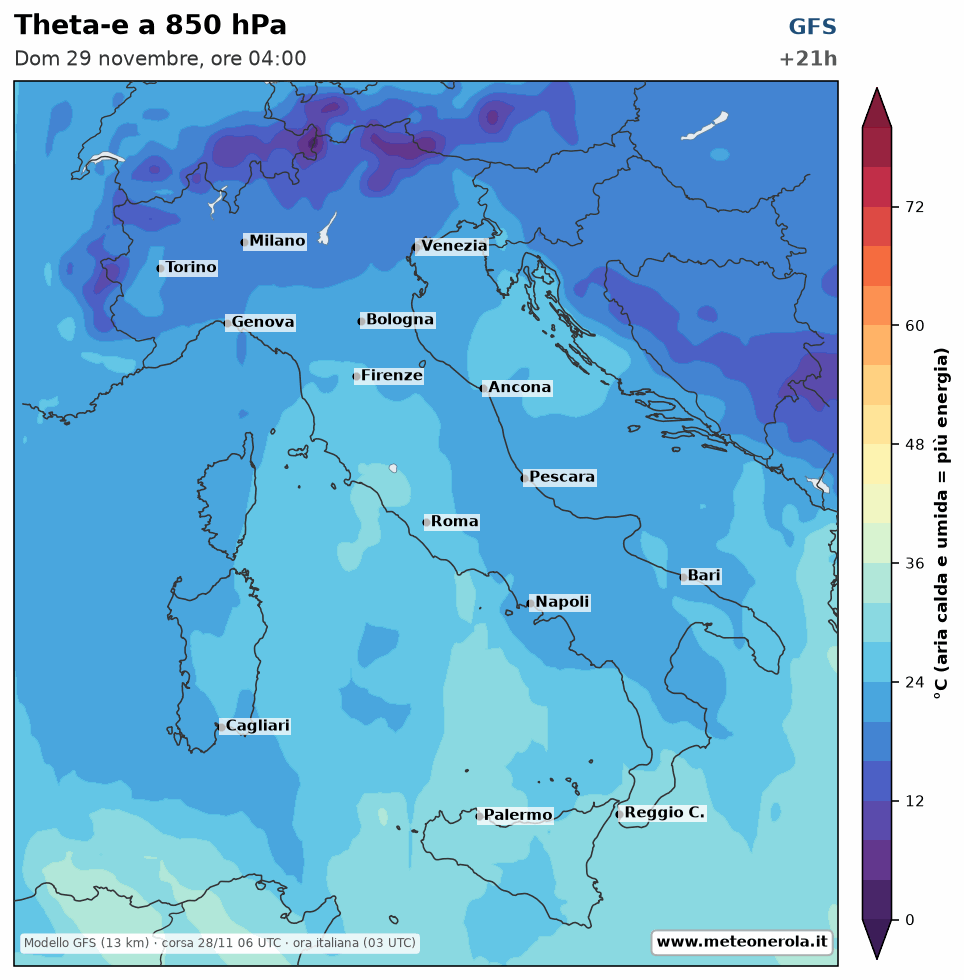 Theta-e a 850 hPa
GFS
Dom 29 novembre, ore 04:00
+21h
Milano
Venezia
Torino
Genova
Bologna
Firenze
Ancona
Pescara
Roma
Bari
Napoli
Cagliari
Palermo
Reggio C.
72
60
48
36
24
12
0
°C (aria calda e umida = più energia)
Modello GFS (13 km) · corsa 28/11 06 UTC · ora italiana (03 UTC)
www.meteonerola.it